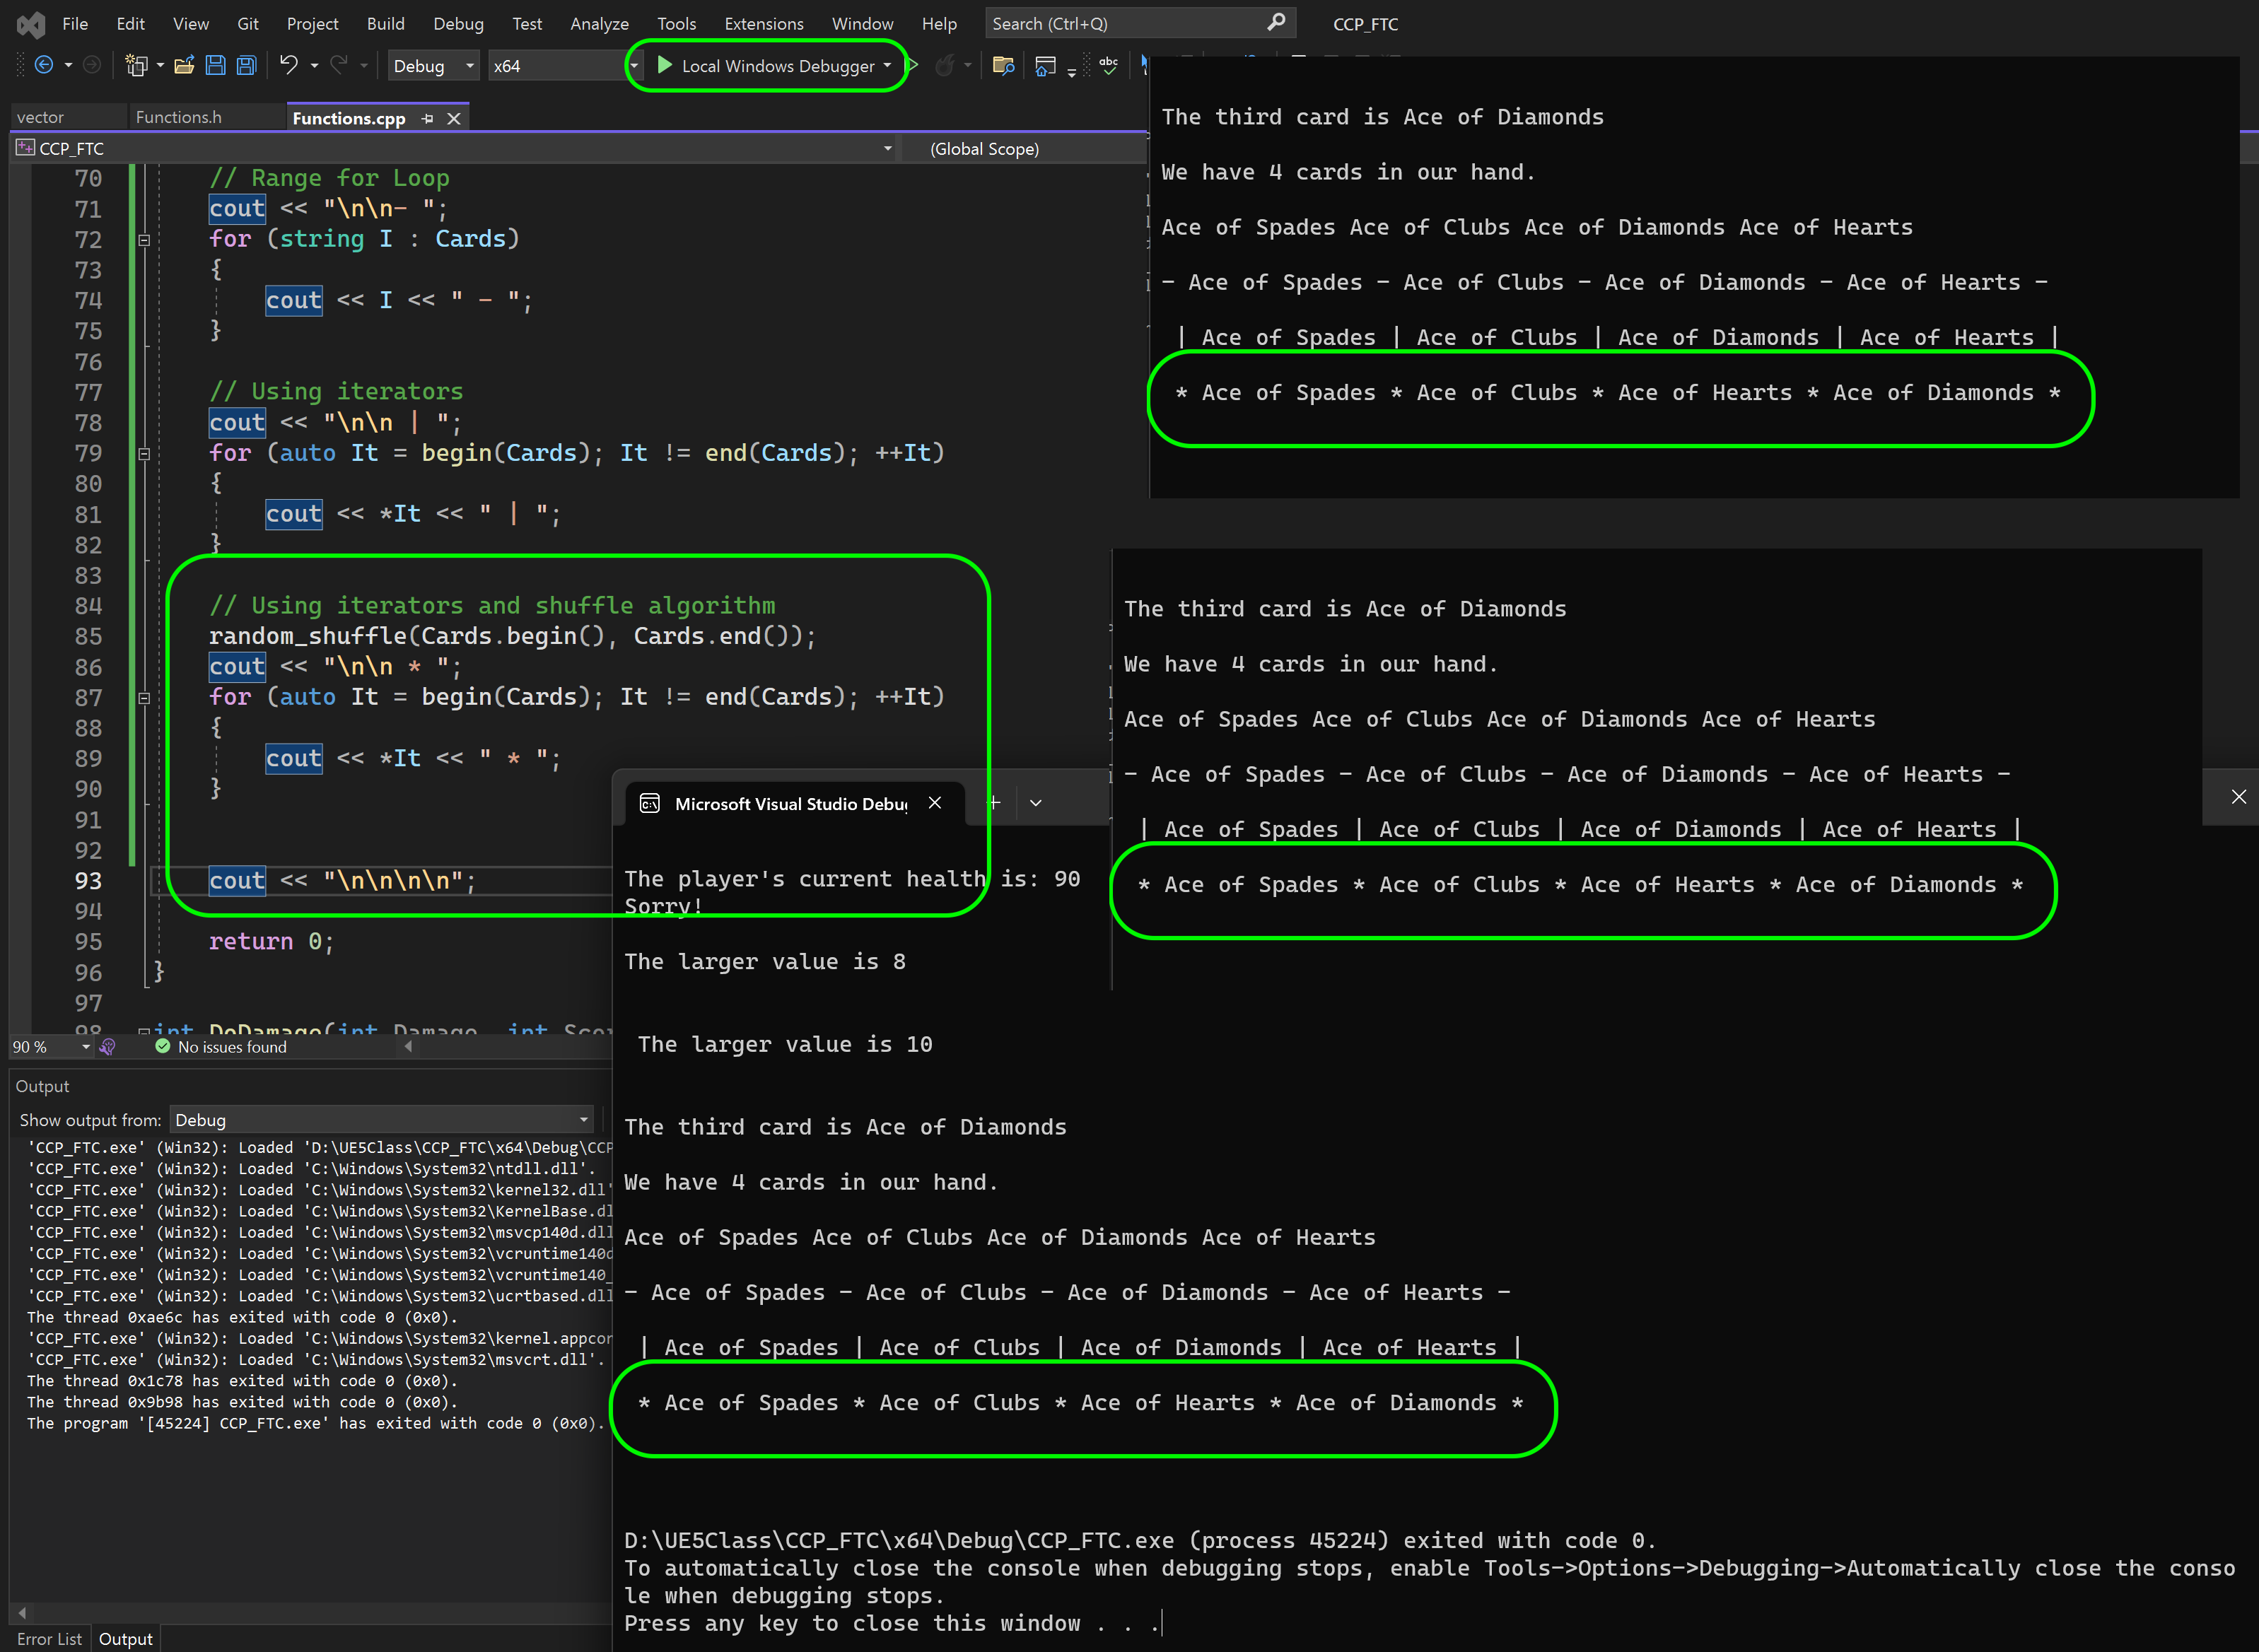 File Edit View Git Project Build Debug Test Analyze Tools Extensions Window Help Search (Ctrl+Q) CCP_FTC
Debug x64 Local Windows Debugger
vector Functions.h Functions.cpp
CCP_FTC (Global Scope)
70 // Range for Loop
71 cout << "\n\n- ";
72 for (string I : Cards)
73 {
74 cout << I << " - ";
75 }
76
77 // Using iterators
78 cout << "\n\n | ";
79 for (auto It = begin(Cards); It != end(Cards); ++It)
80 {
81 cout << *It << " | ";
82 }
83
84 // Using iterators and shuffle algorithm
85 random_shuffle(Cards.begin(), Cards.end());
86 cout << "\n\n * ";
87 for (auto It = begin(Cards); It != end(Cards); ++It)
88 {
89 cout << *It << " * ";
90 }
91
92
93 cout << "\n\n\n\n";
94
95 return 0;
96 }
97
98 int DoDamage(int Damage, int
90 % No issues found
Output
Show output from: Debug
'CCP_FTC.exe' (Win32): Loaded 'D:\UE5Class\CCP_FTC\x64\Debug\CCP
'CCP_FTC.exe' (Win32): Loaded 'C:\Windows\System32\ntdll.dll'.
'CCP_FTC.exe' (Win32): Loaded 'C:\Windows\System32\kernel32.dll'
'CCP_FTC.exe' (Win32): Loaded 'C:\Windows\System32\KernelBase.dl
'CCP_FTC.exe' (Win32): Loaded 'C:\Windows\System32\msvcp140d.dll
'CCP_FTC.exe' (Win32): Loaded 'C:\Windows\System32\vcruntime140d
'CCP_FTC.exe' (Win32): Loaded 'C:\Windows\System32\vcruntime140_
'CCP_FTC.exe' (Win32): Loaded 'C:\Windows\System32\ucrtbased.dll
The thread 0xae6c has exited with code 0 (0x0).
'CCP_FTC.exe' (Win32): Loaded 'C:\Windows\System32\kernel.appcor
'CCP_FTC.exe' (Win32): Loaded 'C:\Windows\System32\msvcrt.dll'.
The thread 0x1c78 has exited with code 0 (0x0).
The thread 0x9b98 has exited with code 0 (0x0).
The program '[45224] CCP_FTC.exe' has exited with code 0 (0x0).
Error List Output
The third card is Ace of Diamonds
We have 4 cards in our hand.
Ace of Spades Ace of Clubs Ace of Diamonds Ace of Hearts
- Ace of Spades - Ace of Clubs - Ace of Diamonds - Ace of Hearts -
| Ace of Spades | Ace of Clubs | Ace of Diamonds | Ace of Hearts |
* Ace of Spades * Ace of Clubs * Ace of Hearts * Ace of Diamonds *
The third card is Ace of Diamonds
We have 4 cards in our hand.
Ace of Spades Ace of Clubs Ace of Diamonds Ace of Hearts
- Ace of Spades - Ace of Clubs - Ace of Diamonds - Ace of Hearts -
| Ace of Spades | Ace of Clubs | Ace of Diamonds | Ace of Hearts |
* Ace of Spades * Ace of Clubs * Ace of Hearts * Ace of Diamonds *
Microsoft Visual Studio Debu
The player's current health is: 90
Sorry!
The larger value is 8
The larger value is 10
The third card is Ace of Diamonds
We have 4 cards in our hand.
Ace of Spades Ace of Clubs Ace of Diamonds Ace of Hearts
- Ace of Spades - Ace of Clubs - Ace of Diamonds - Ace of Hearts -
| Ace of Spades | Ace of Clubs | Ace of Diamonds | Ace of Hearts |
* Ace of Spades * Ace of Clubs * Ace of Hearts * Ace of Diamonds *
D:\UE5Class\CCP_FTC\x64\Debug\CCP_FTC.exe (process 45224) exited with code 0.
To automatically close the console when debugging stops, enable Tools->Options->Debugging->Automatically close the conso
le when debugging stops.
Press any key to close this window . . .